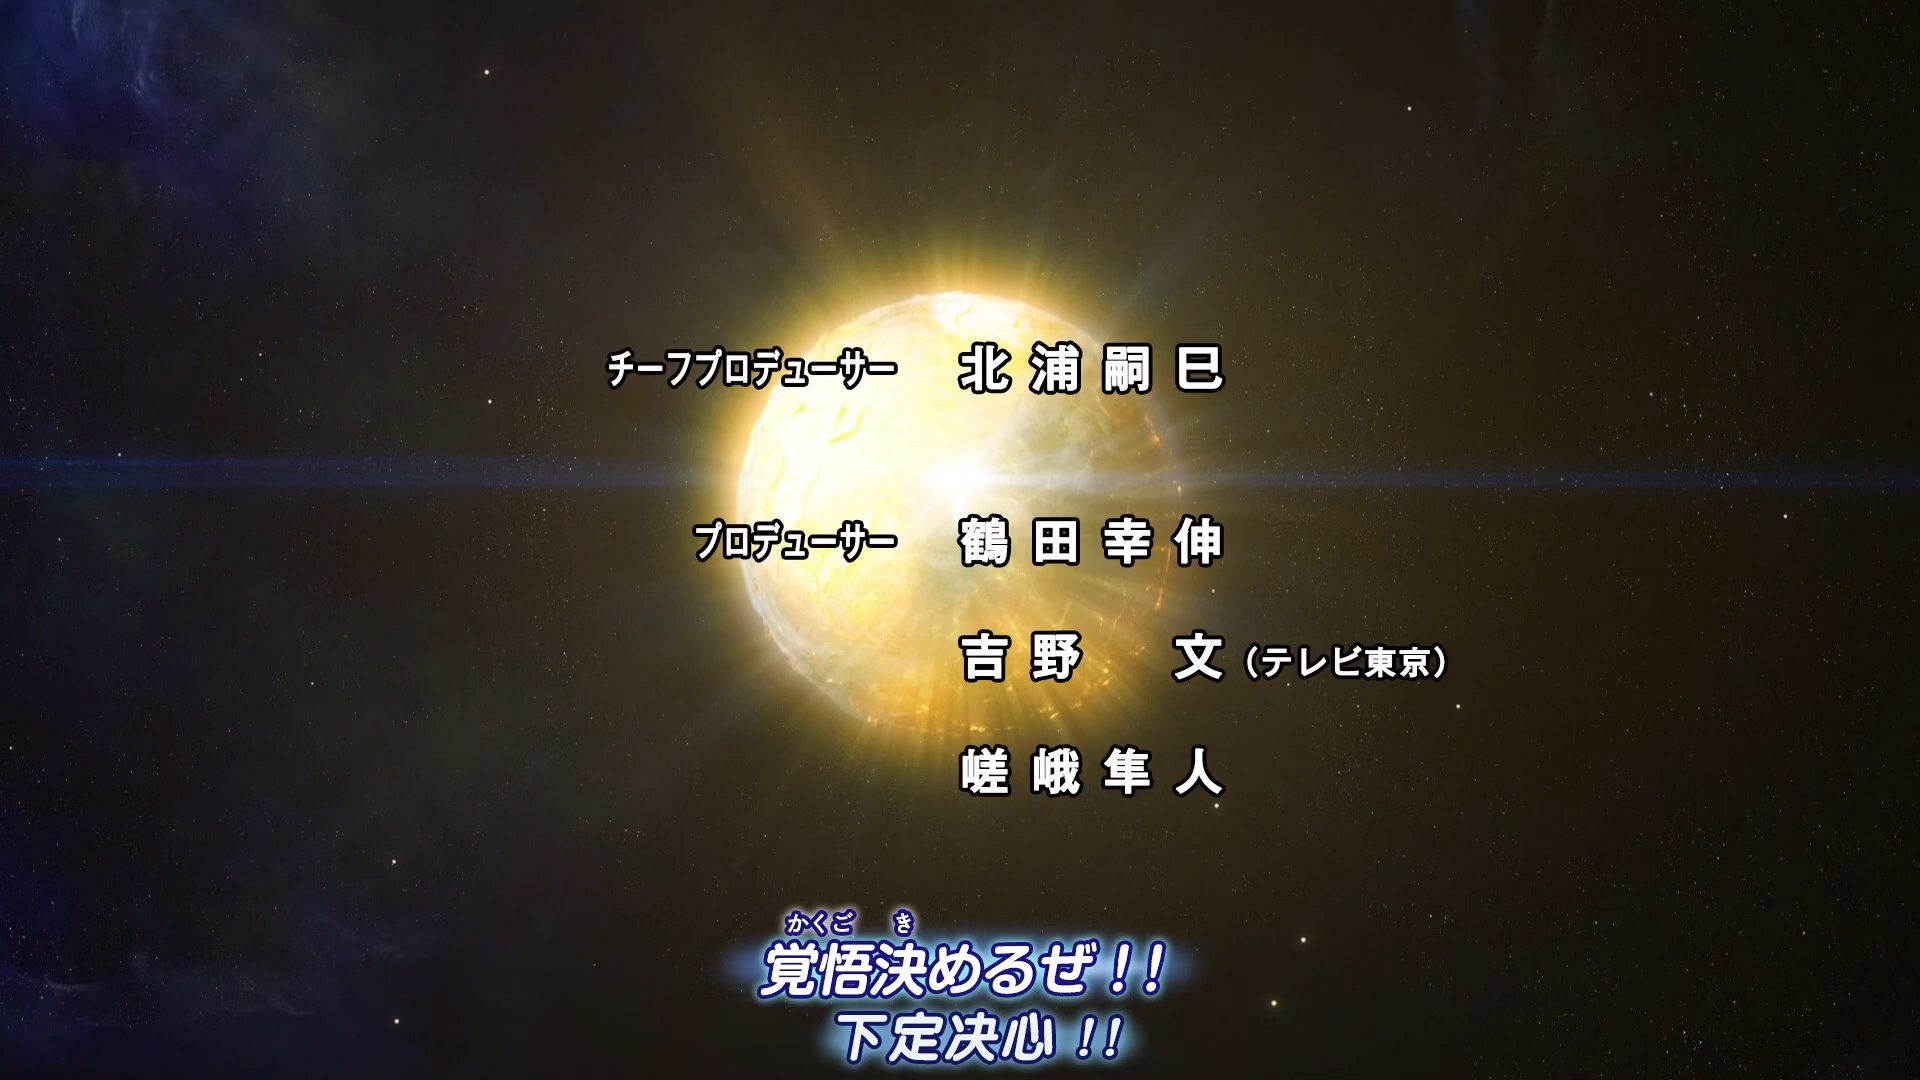 チーフプロデューサー 北浦嗣巳
プロデューサー 鶴田幸伸
吉野 文(テレビ東京)
嵯峨隼人
かくご き
覚悟決めるぜ!!
下定决心!!